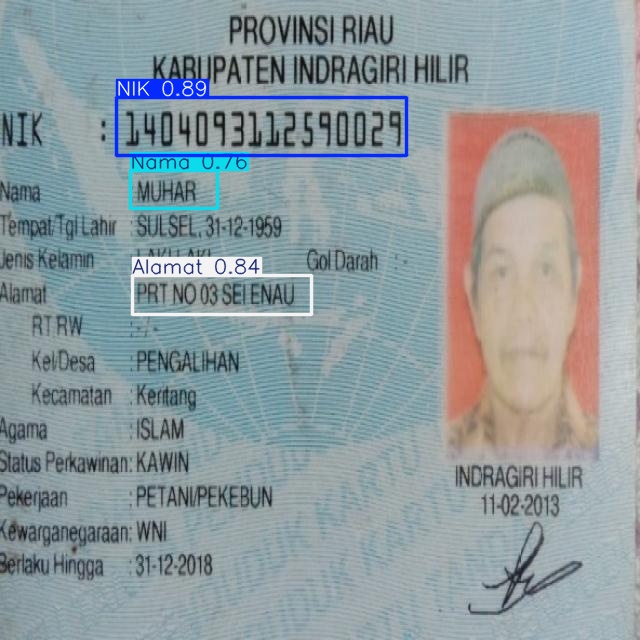 PROVINSI RIAU
KABUPATEN INDRAGIRI HILIR
NIK 0.89
NIK : 1404093112590029
Nama 0.76
Nama : MUHAR
Tempat/Tgl Lahir : SULSEL, 31-12-1959
Jenis Kelamin : LAKI-LAKI Gol Darah : -
Alamat 0.84
Alamat : PRT NO 03 SEI ENAU
RT RW : - / -
Kel/Desa : PENGALIHAN
Kecamatan : Keritang
Agama : ISLAM
Status Perkawinan: KAWIN
Pekerjaan : PETANI/PEKEBUN
Kewarganegaraan: WNI
Berlaku Hingga : 31-12-2018
INDRAGIRI HILIR
11-02-2013